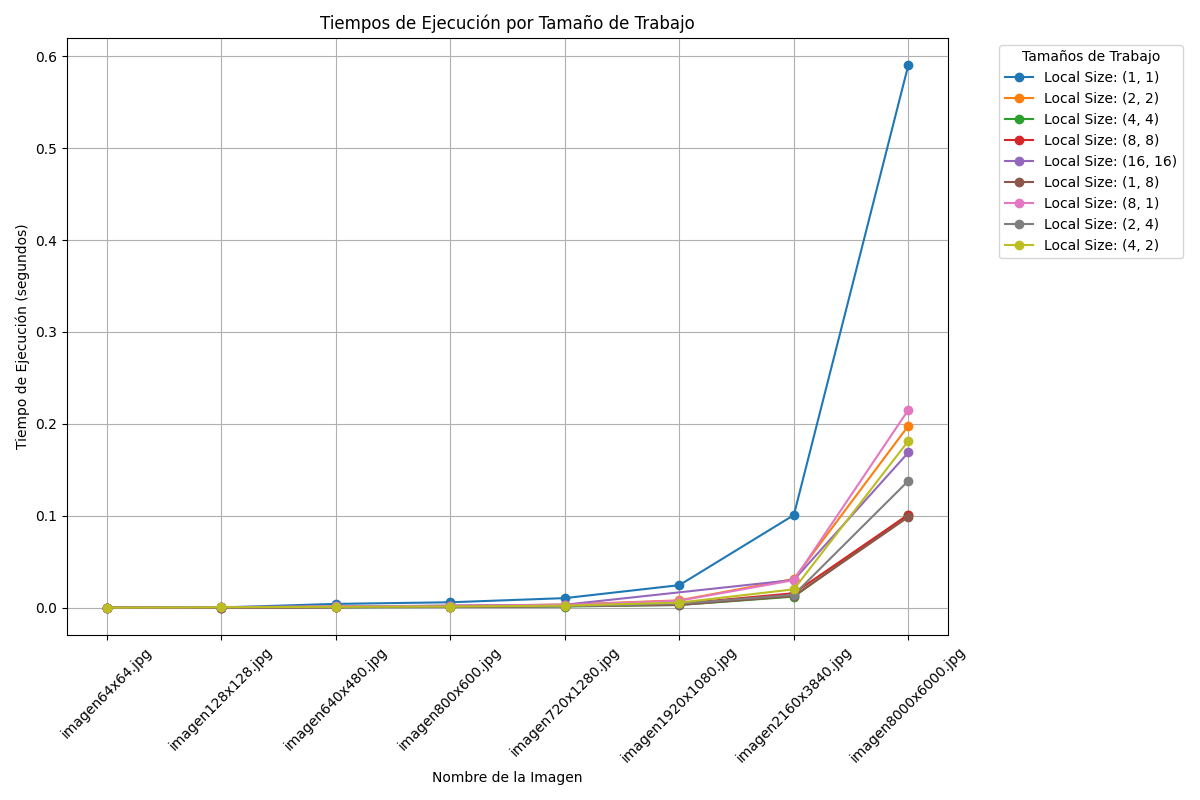 Tiempos de Ejecución por Tamaño de Trabajo
Tiempo de Ejecución (segundos)
0.6
0.5
0.4
0.3
0.2
0.1
0.0
imagen64x64.jpg
imagen128x128.jpg
imagen640x480.jpg
imagen800x600.jpg
imagen720x1280.jpg
imagen1920x1080.jpg
imagen2160x3840.jpg
imagen8000x6000.jpg
Nombre de la Imagen
Tamaños de Trabajo
Local Size: (1, 1)
Local Size: (2, 2)
Local Size: (4, 4)
Local Size: (8, 8)
Local Size: (16, 16)
Local Size: (1, 8)
Local Size: (8, 1)
Local Size: (2, 4)
Local Size: (4, 2)